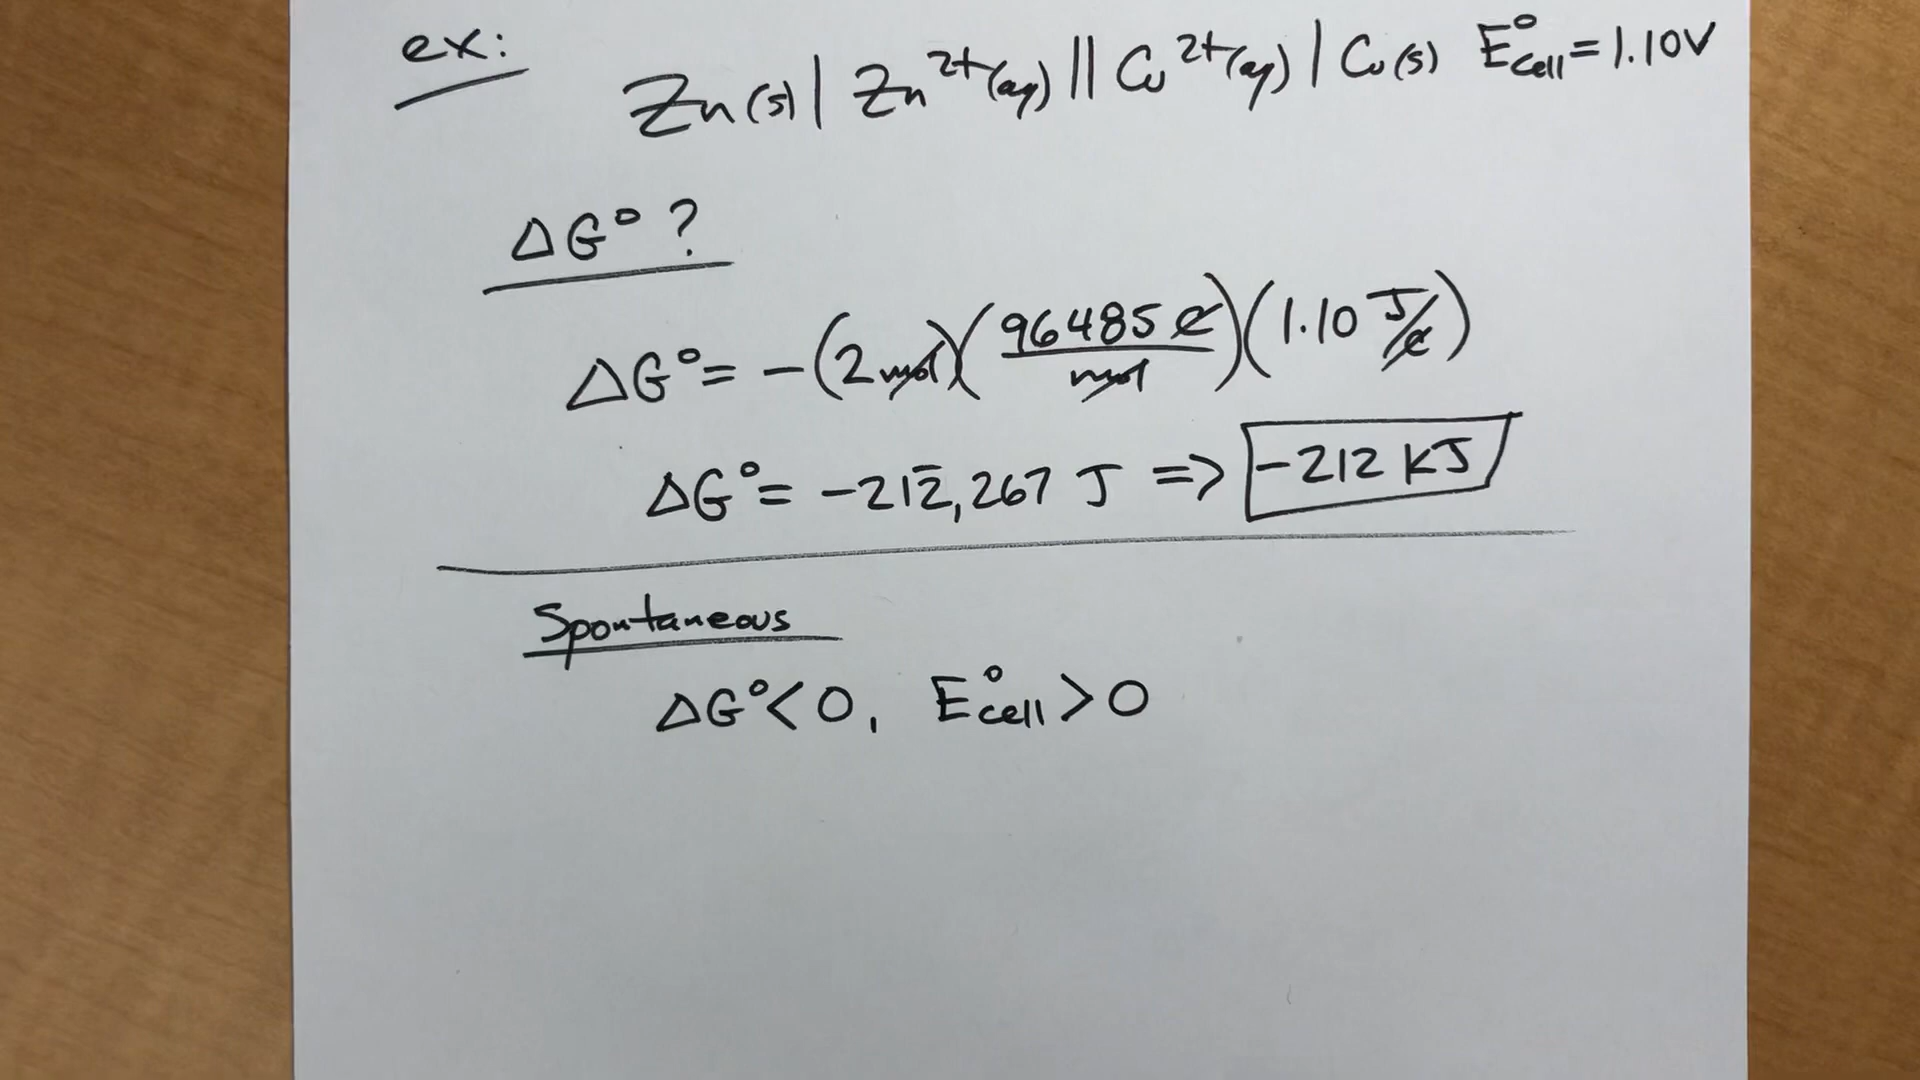 ex: Zn(s) | Zn²⁺(aq) || Cu²⁺(aq) | Cu(s) E°cell = 1.10V
ΔG° ?
ΔG° = -(2 mol)(96485 C/mol)(1.10 J/C)
ΔG° = -212̅,267 J => -212 kJ
Spontaneous
ΔG° < 0, E°cell > 0